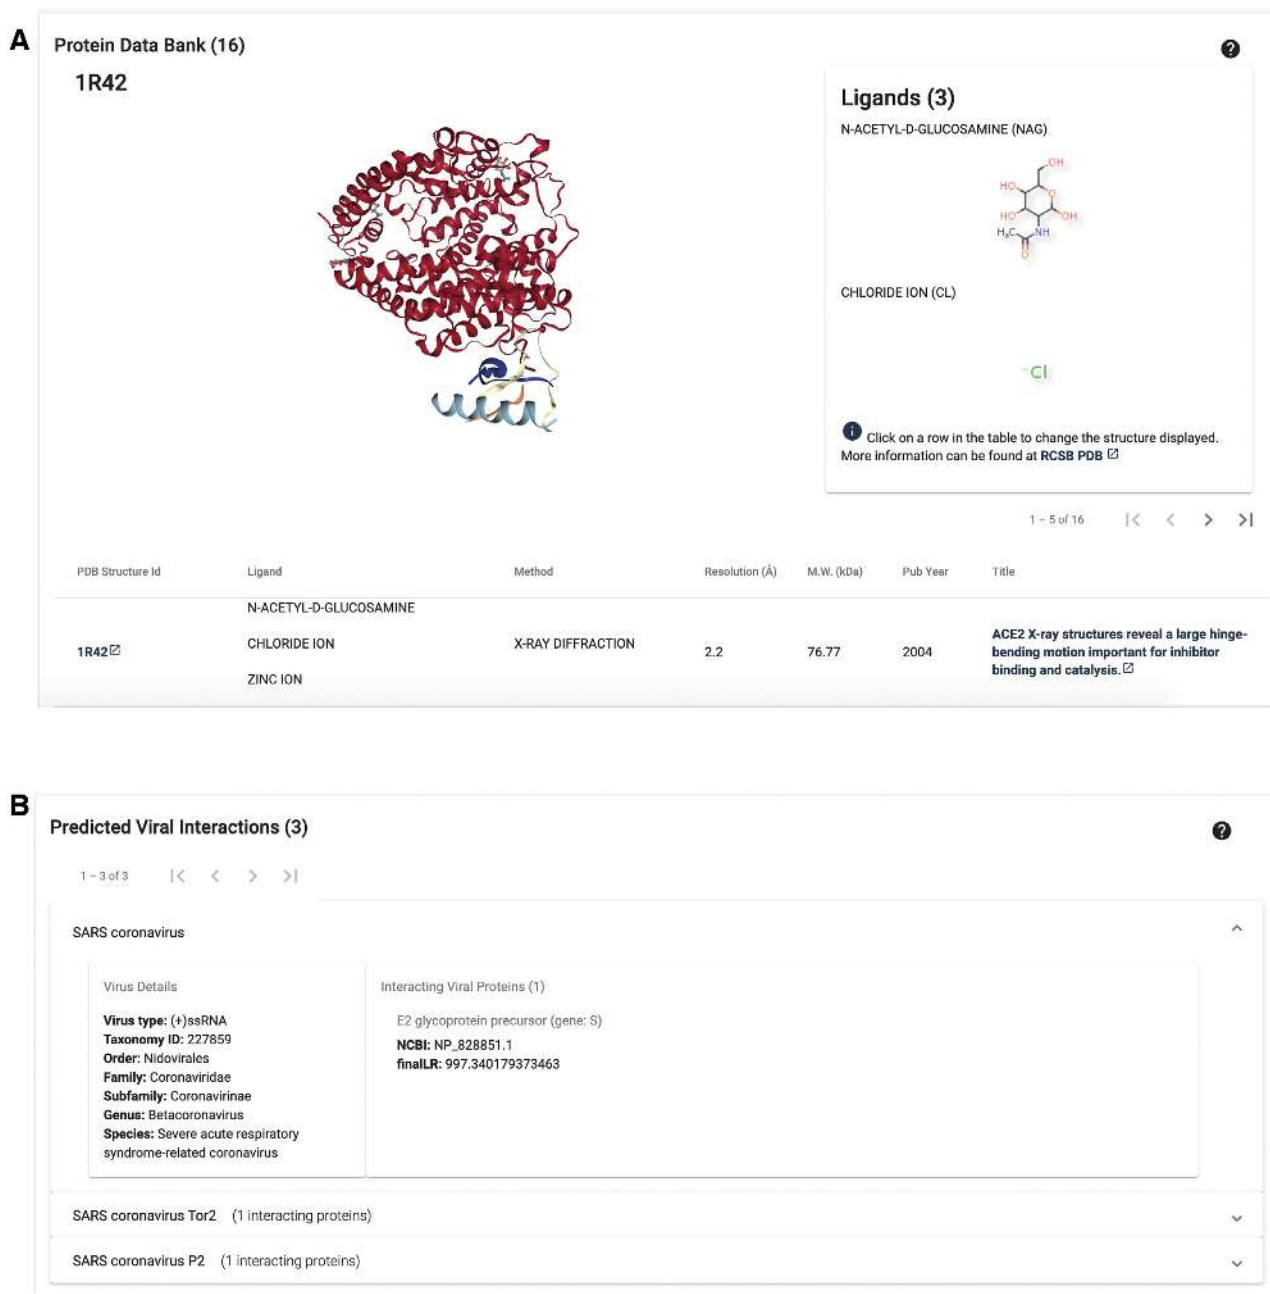 A
Protein Data Bank (16)
1R42
Ligands (3)
N-ACETYL-D-GLUCOSAMINE (NAG)
OH
HO
O
HO
OH
H₃C
NH
O
CHLORIDE ION (CL)
⁻Cl
Click on a row in the table to change the structure displayed.
More information can be found at RCSB PDB
1 – 5 of 16
PDB Structure Id Ligand Method Resolution (Å) M.W. (kDa) Pub Year Title
N-ACETYL-D-GLUCOSAMINE
1R42 CHLORIDE ION X-RAY DIFFRACTION 2.2 76.77 2004 ACE2 X-ray structures reveal a large hinge-
bending motion important for inhibitor
binding and catalysis.
ZINC ION
B
Predicted Viral Interactions (3)
1 – 3 of 3
SARS coronavirus
Virus Details
Virus type: (+)ssRNA
Taxonomy ID: 227859
Order: Nidovirales
Family: Coronaviridae
Subfamily: Coronavirinae
Genus: Betacoronavirus
Species: Severe acute respiratory
syndrome-related coronavirus
Interacting Viral Proteins (1)
E2 glycoprotein precursor (gene: S)
NCBI: NP_828851.1
finalLR: 997.340179373463
SARS coronavirus Tor2 (1 interacting proteins)
SARS coronavirus P2 (1 interacting proteins)